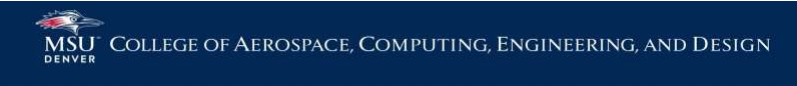 MSU DENVER
COLLEGE OF AEROSPACE, COMPUTING, ENGINEERING, AND DESIGN